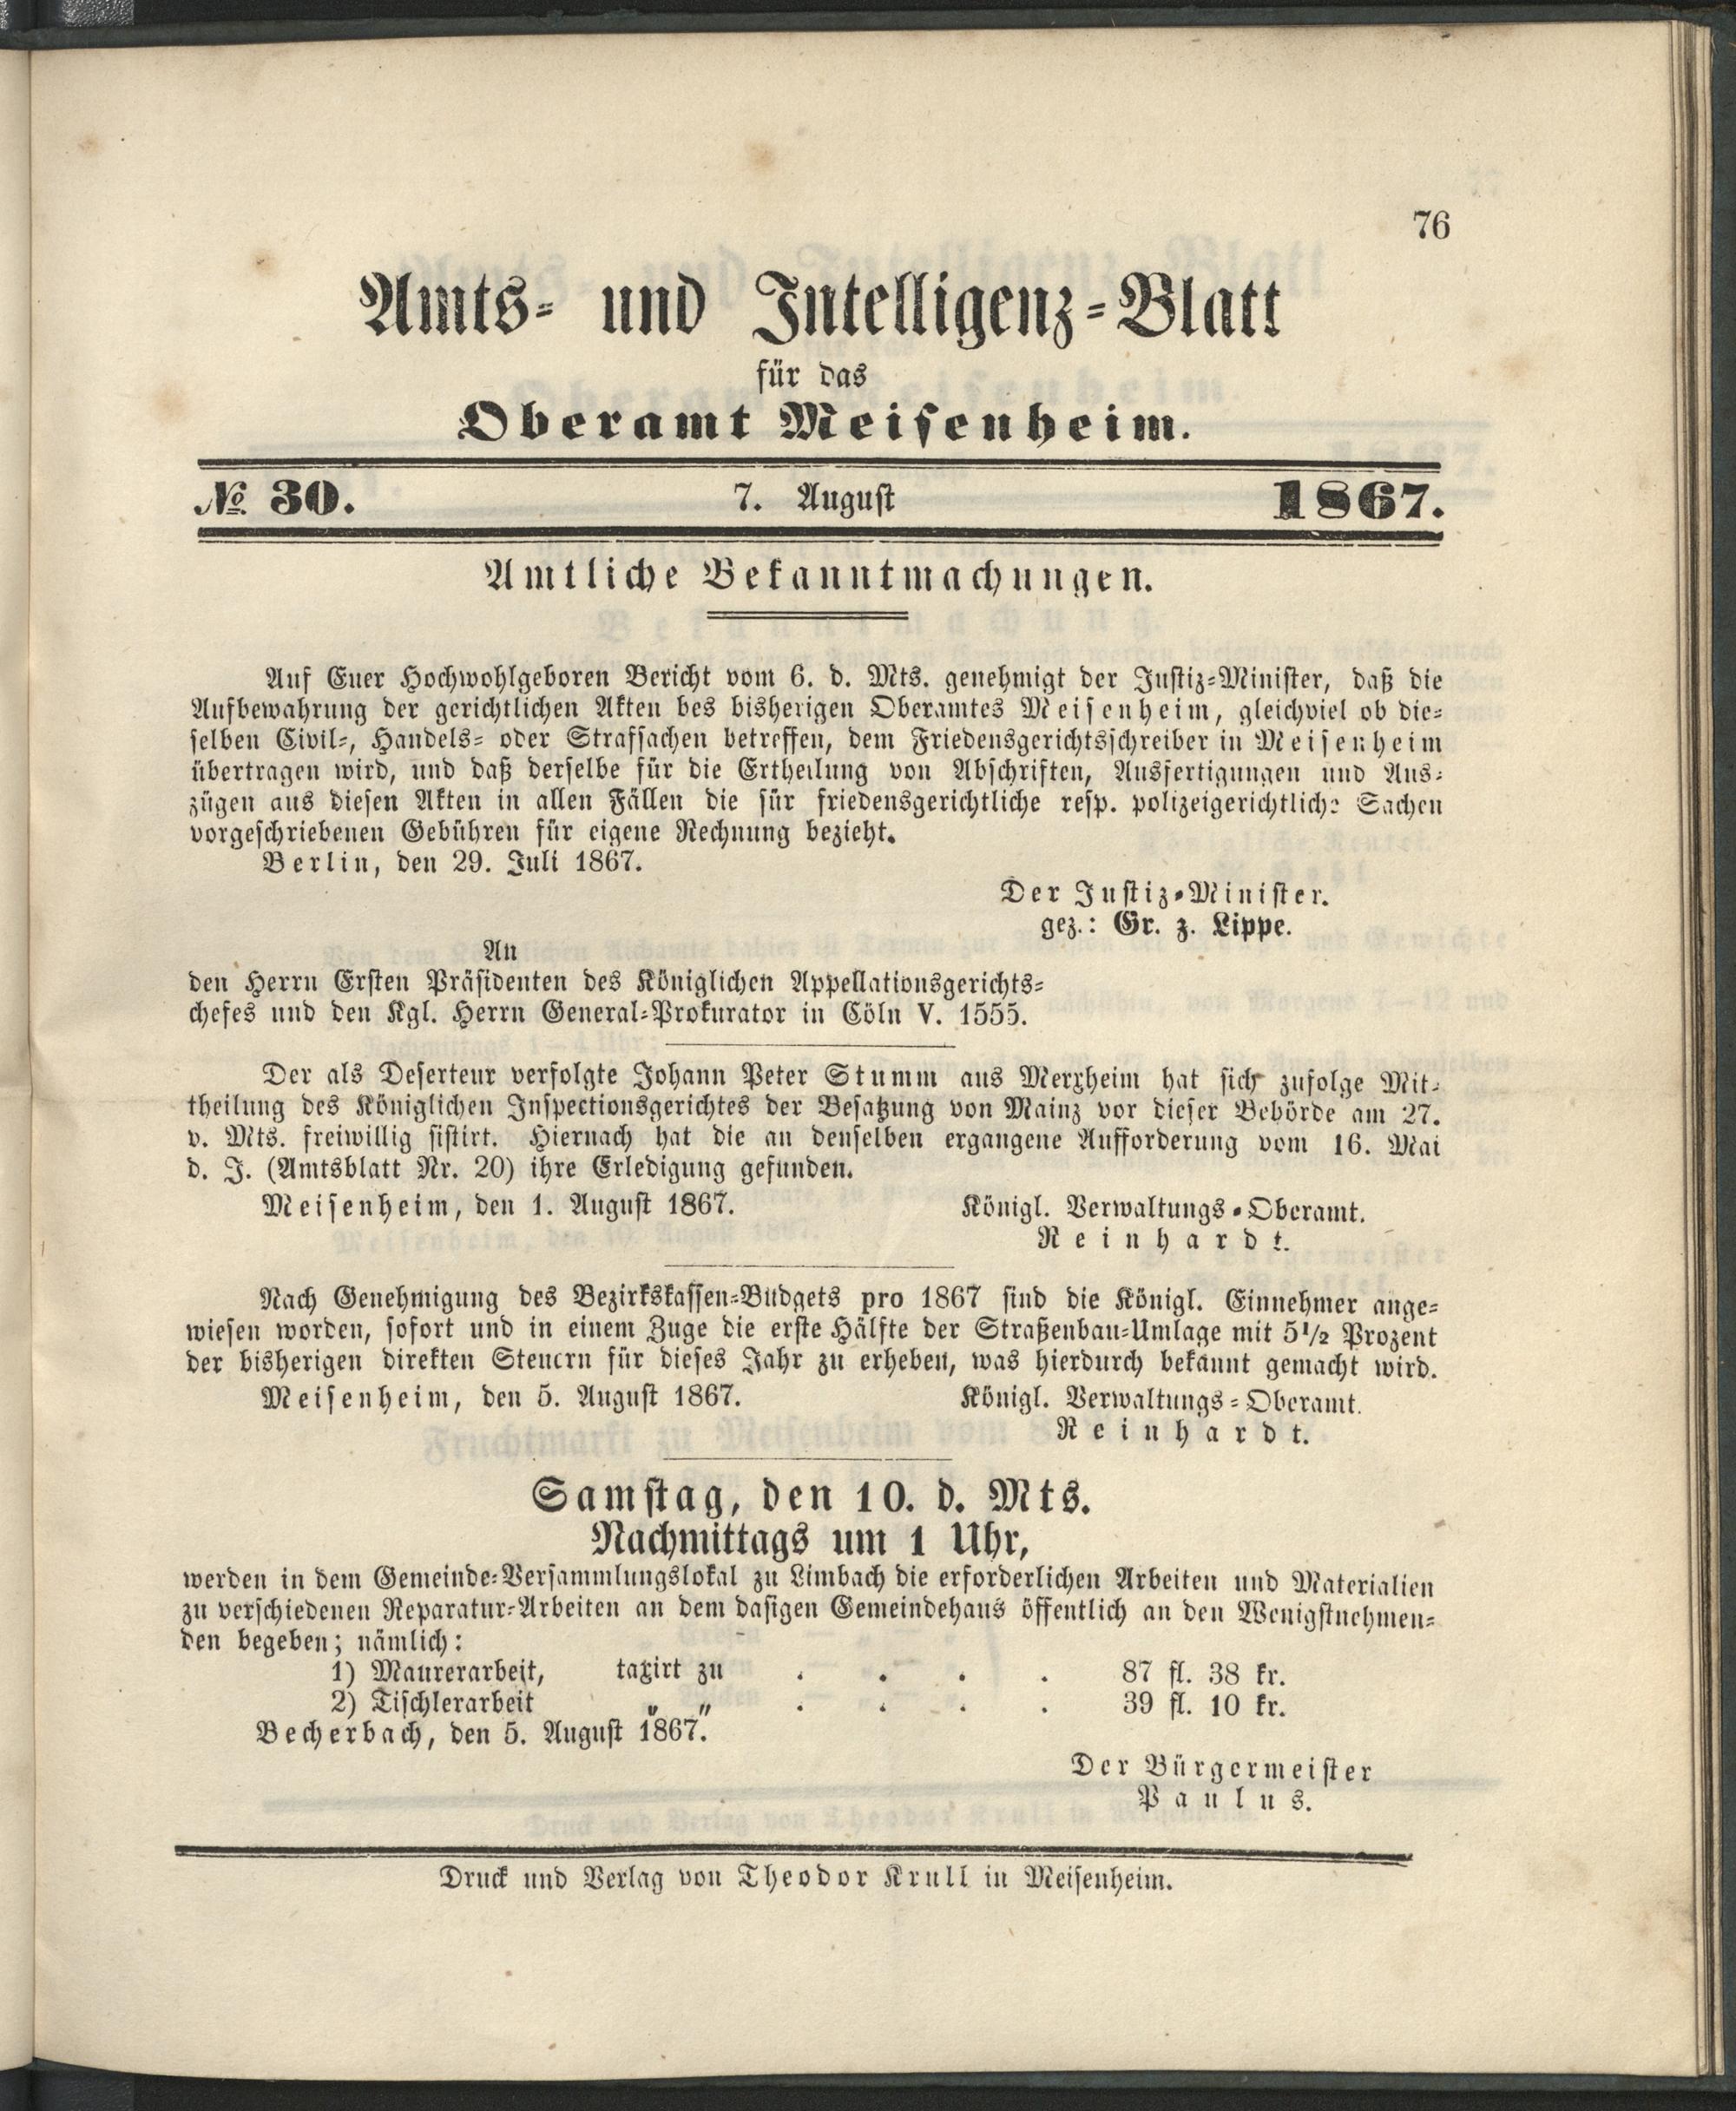 76
Amts- und Intelligenz-Blatt
für das
Oberamt Meisenheim.
№ 30. 7. August 1867.
Amtliche Bekanntmachungen.
Auf Euer Hochwohlgeboren Bericht vom 6. d. Mts. genehmigt der Justiz-Minister, daß die
Aufbewahrung der gerichtlichen Akten bes bisherigen Oberamtes Meisenheim, gleichviel ob die-
selben Civil-, Handels- oder Strafsachen betreffen, dem Friedensgerichtsschreiber in Meisenheim
übertragen wird, und daß derselbe für die Ertheilung von Abschriften, Ausfertigungen und Aus-
zügen aus diesen Akten in allen Fällen die für friedensgerichtliche resp. polizeigerichtliche Sachen
vorgeschriebenen Gebühren für eigene Rechnung bezieht.
Berlin, den 29. Juli 1867.
Der Justiz-Minister.
gez.: Gr. z. Lippe.
An
den Herrn Ersten Präsidenten des Königlichen Appellationsgerichts-
chefes und den Kgl. Herrn General-Prokurator in Cöln V. 1555.
Der als Deserteur verfolgte Johann Peter Stumm aus Merxheim hat sich zufolge Mit-
theilung des Königlichen Inspectionsgerichtes der Besatzung von Mainz vor dieser Behörde am 27.
v. Mts. freiwillig sistirt. Hiernach hat die an denselben ergangene Aufforderung vom 16. Mai
d. J. (Amtsblatt Nr. 20) ihre Erledigung gefunden.
Meisenheim, den 1. August 1867. Königl. Verwaltungs-Oberamt.
Reinhardt.
Nach Genehmigung des Bezirkskassen-Budgets pro 1867 sind die Königl. Einnehmer ange-
wiesen worden, sofort und in einem Zuge die erste Hälfte der Straßenbau-Umlage mit 5½ Prozent
der bisherigen direkten Steuern für dieses Jahr zu erheben, was hierdurch bekannt gemacht wird.
Meisenheim, den 5. August 1867. Königl. Verwaltungs-Oberamt.
Reinhardt.
Samstag, den 10. d. Mts.
Nachmittags um 1 Uhr,
werden in dem Gemeinde-Versammlungslokal zu Limbach die erforderlichen Arbeiten und Materialien
zu verschiedenen Reparatur-Arbeiten an dem dasigen Gemeindehaus öffentlich an den Wenigstnehmen-
den begeben; nämlich:
1) Maurerarbeit, taxirt zu . . . . 87 fl. 38 kr.
2) Tischlerarbeit „ „ . . . . 39 fl. 10 kr.
Becherbach, den 5. August 1867.
Der Bürgermeister
Paulus.
Druck und Verlag von Theodor Krull in Meisenheim.